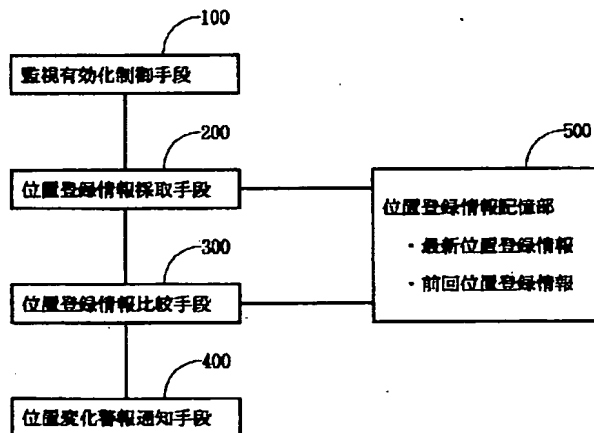 100
監視有効化制御手段
200
位置登録情報採取手段
300
位置登録情報比較手段
400
位置変化警報通知手段
500
位置登録情報記憶部
・最新位置登録情報
・前回位置登録情報